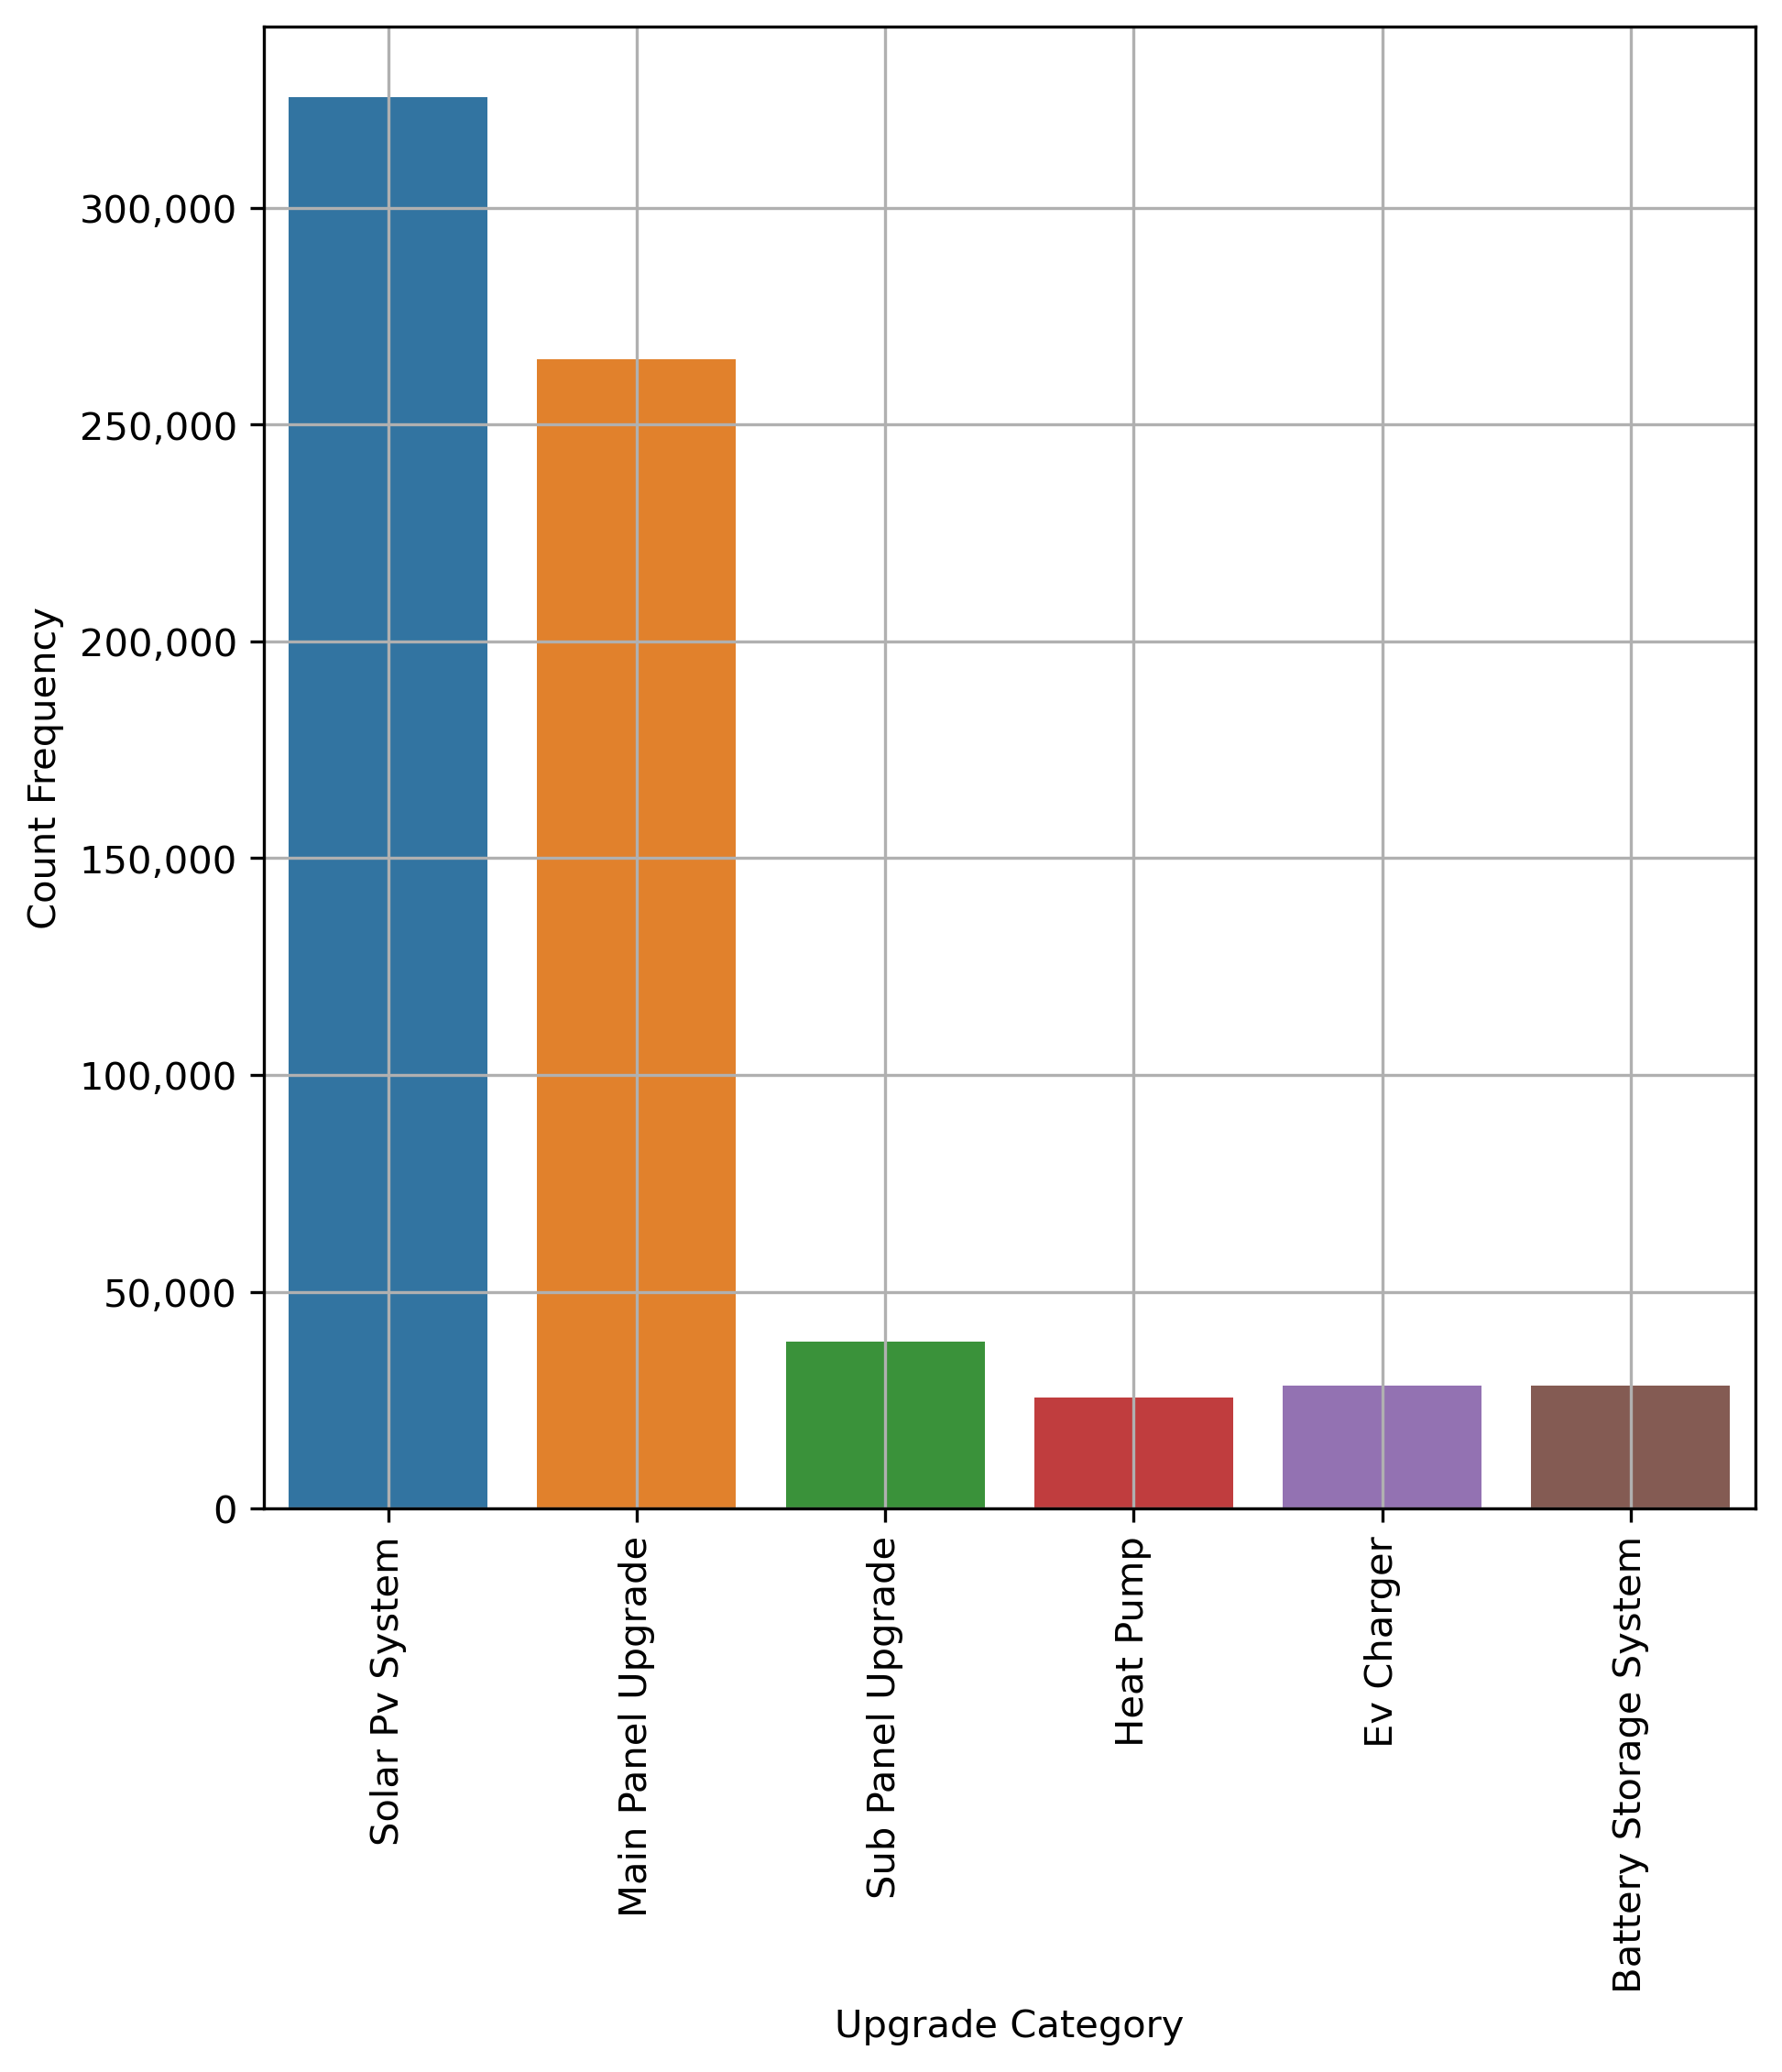 300,000
250,000
200,000
150,000
100,000
50,000
0
Count Frequency
Solar Pv System
Main Panel Upgrade
Sub Panel Upgrade
Heat Pump
Ev Charger
Battery Storage System
Upgrade Category